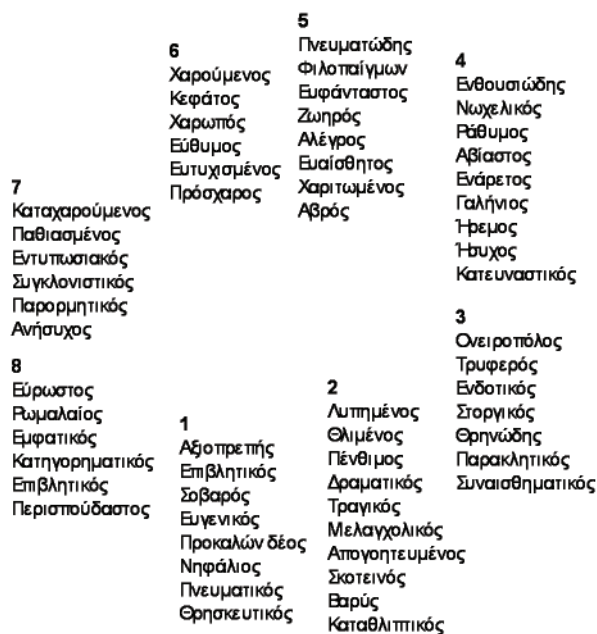 5
Πνευματώδης
Φιλοπαίγμων
Ευφάνταστος
Ζωηρός
Αλέγρος
Ευαίσθητος
Χαριτωμένος
Αβρός
6
Χαρούμενος
Κεφάτος
Χαρωπός
Εύθυμος
Ευτυχισμένος
Πρόσχαρος
4
Ενθουσιώδης
Νωχελικός
Ράθυμος
Αβίαστος
Ενάρετος
Γαλήνιος
Ήρεμος
Ήσυχος
Κατευναστικός
7
Καταχαρούμενος
Παθιασμένος
Εντυπωσιακός
Συγκλονιστικός
Παρορμητικός
Ανήσυχος
3
Ονειροπόλος
Τρυφερός
Ενδοτικός
Στοργικός
Θρηνώδης
Παρακλητικός
Συναισθηματικός
8
Εύρωστος
Ρωμαλαίος
Εμφατικός
Κατηγορηματικός
Επιβλητικός
Περισπούδαστος
1
Αξιοπρεπής
Επιβλητικός
Σοβαρός
Ευγενικός
Προκαλών δέος
Νηφάλιος
Πνευματικός
Θρησκευτικός
2
Λυπημένος
Θλιμένος
Πένθιμος
Δραματικός
Τραγικός
Μελαγχολικός
Απογοητευμένος
Σκοτεινός
Βαρύς
Καταθλιπτικός